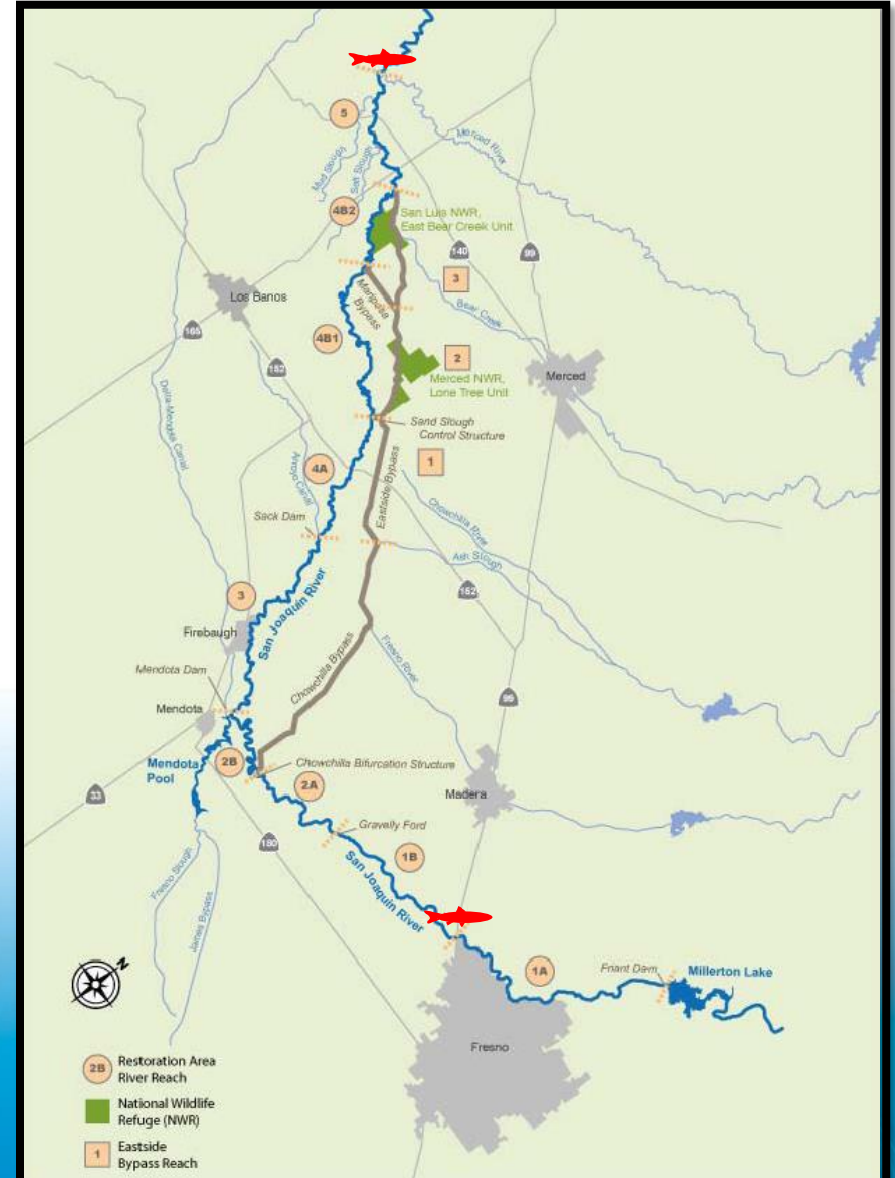 5
Merced River
Mud Slough
Salt Slough
4B2
San Luis NWR,
East Bear Creek Unit
140
99
3
Bear Creek
Los Banos
Mariposa
Bypass
165
4B1
152
2
Merced NWR,
Lone Tree Unit
Merced
Delta-Mendota Canal
Sand Slough
Control Structure
Arroyo Canal
4A
Eastside Bypass
1
Sack Dam
Chowchilla River
Ash Slough
152
3
San Joaquin River
Firebaugh
Chowchilla Bypass
Fresno River
Mendota Dam
99
Mendota
Mendota
Pool
2B
Chowchilla Bifurcation Structure
2A
Madera
33
Gravelly Ford
180
1B
San Joaquin River
Fresno Slough
James Bypass
N
1A
Friant Dam
Millerton Lake
Fresno
2B
Restoration Area
River Reach
National Wildlife
Refuge (NWR)
1
Eastside
Bypass Reach